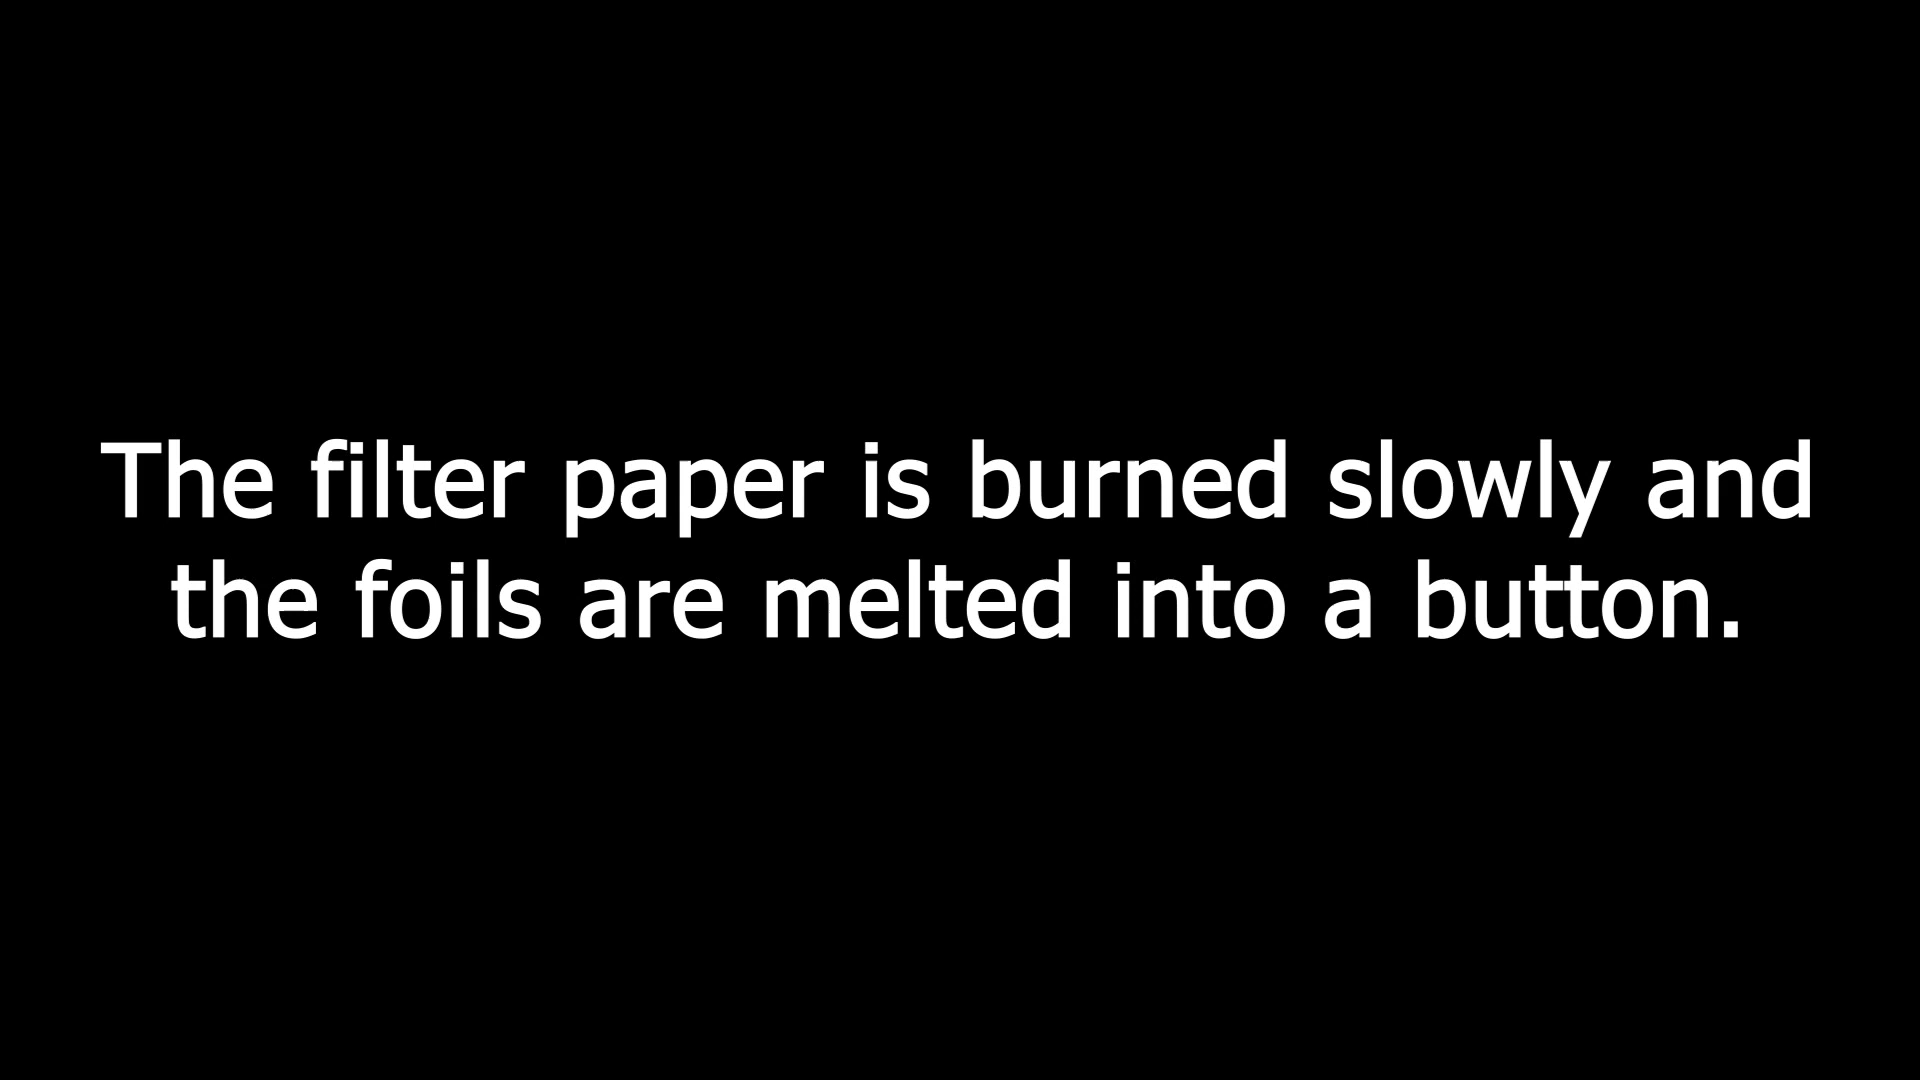 The filter paper is burned slowly and
the foils are melted into a button.